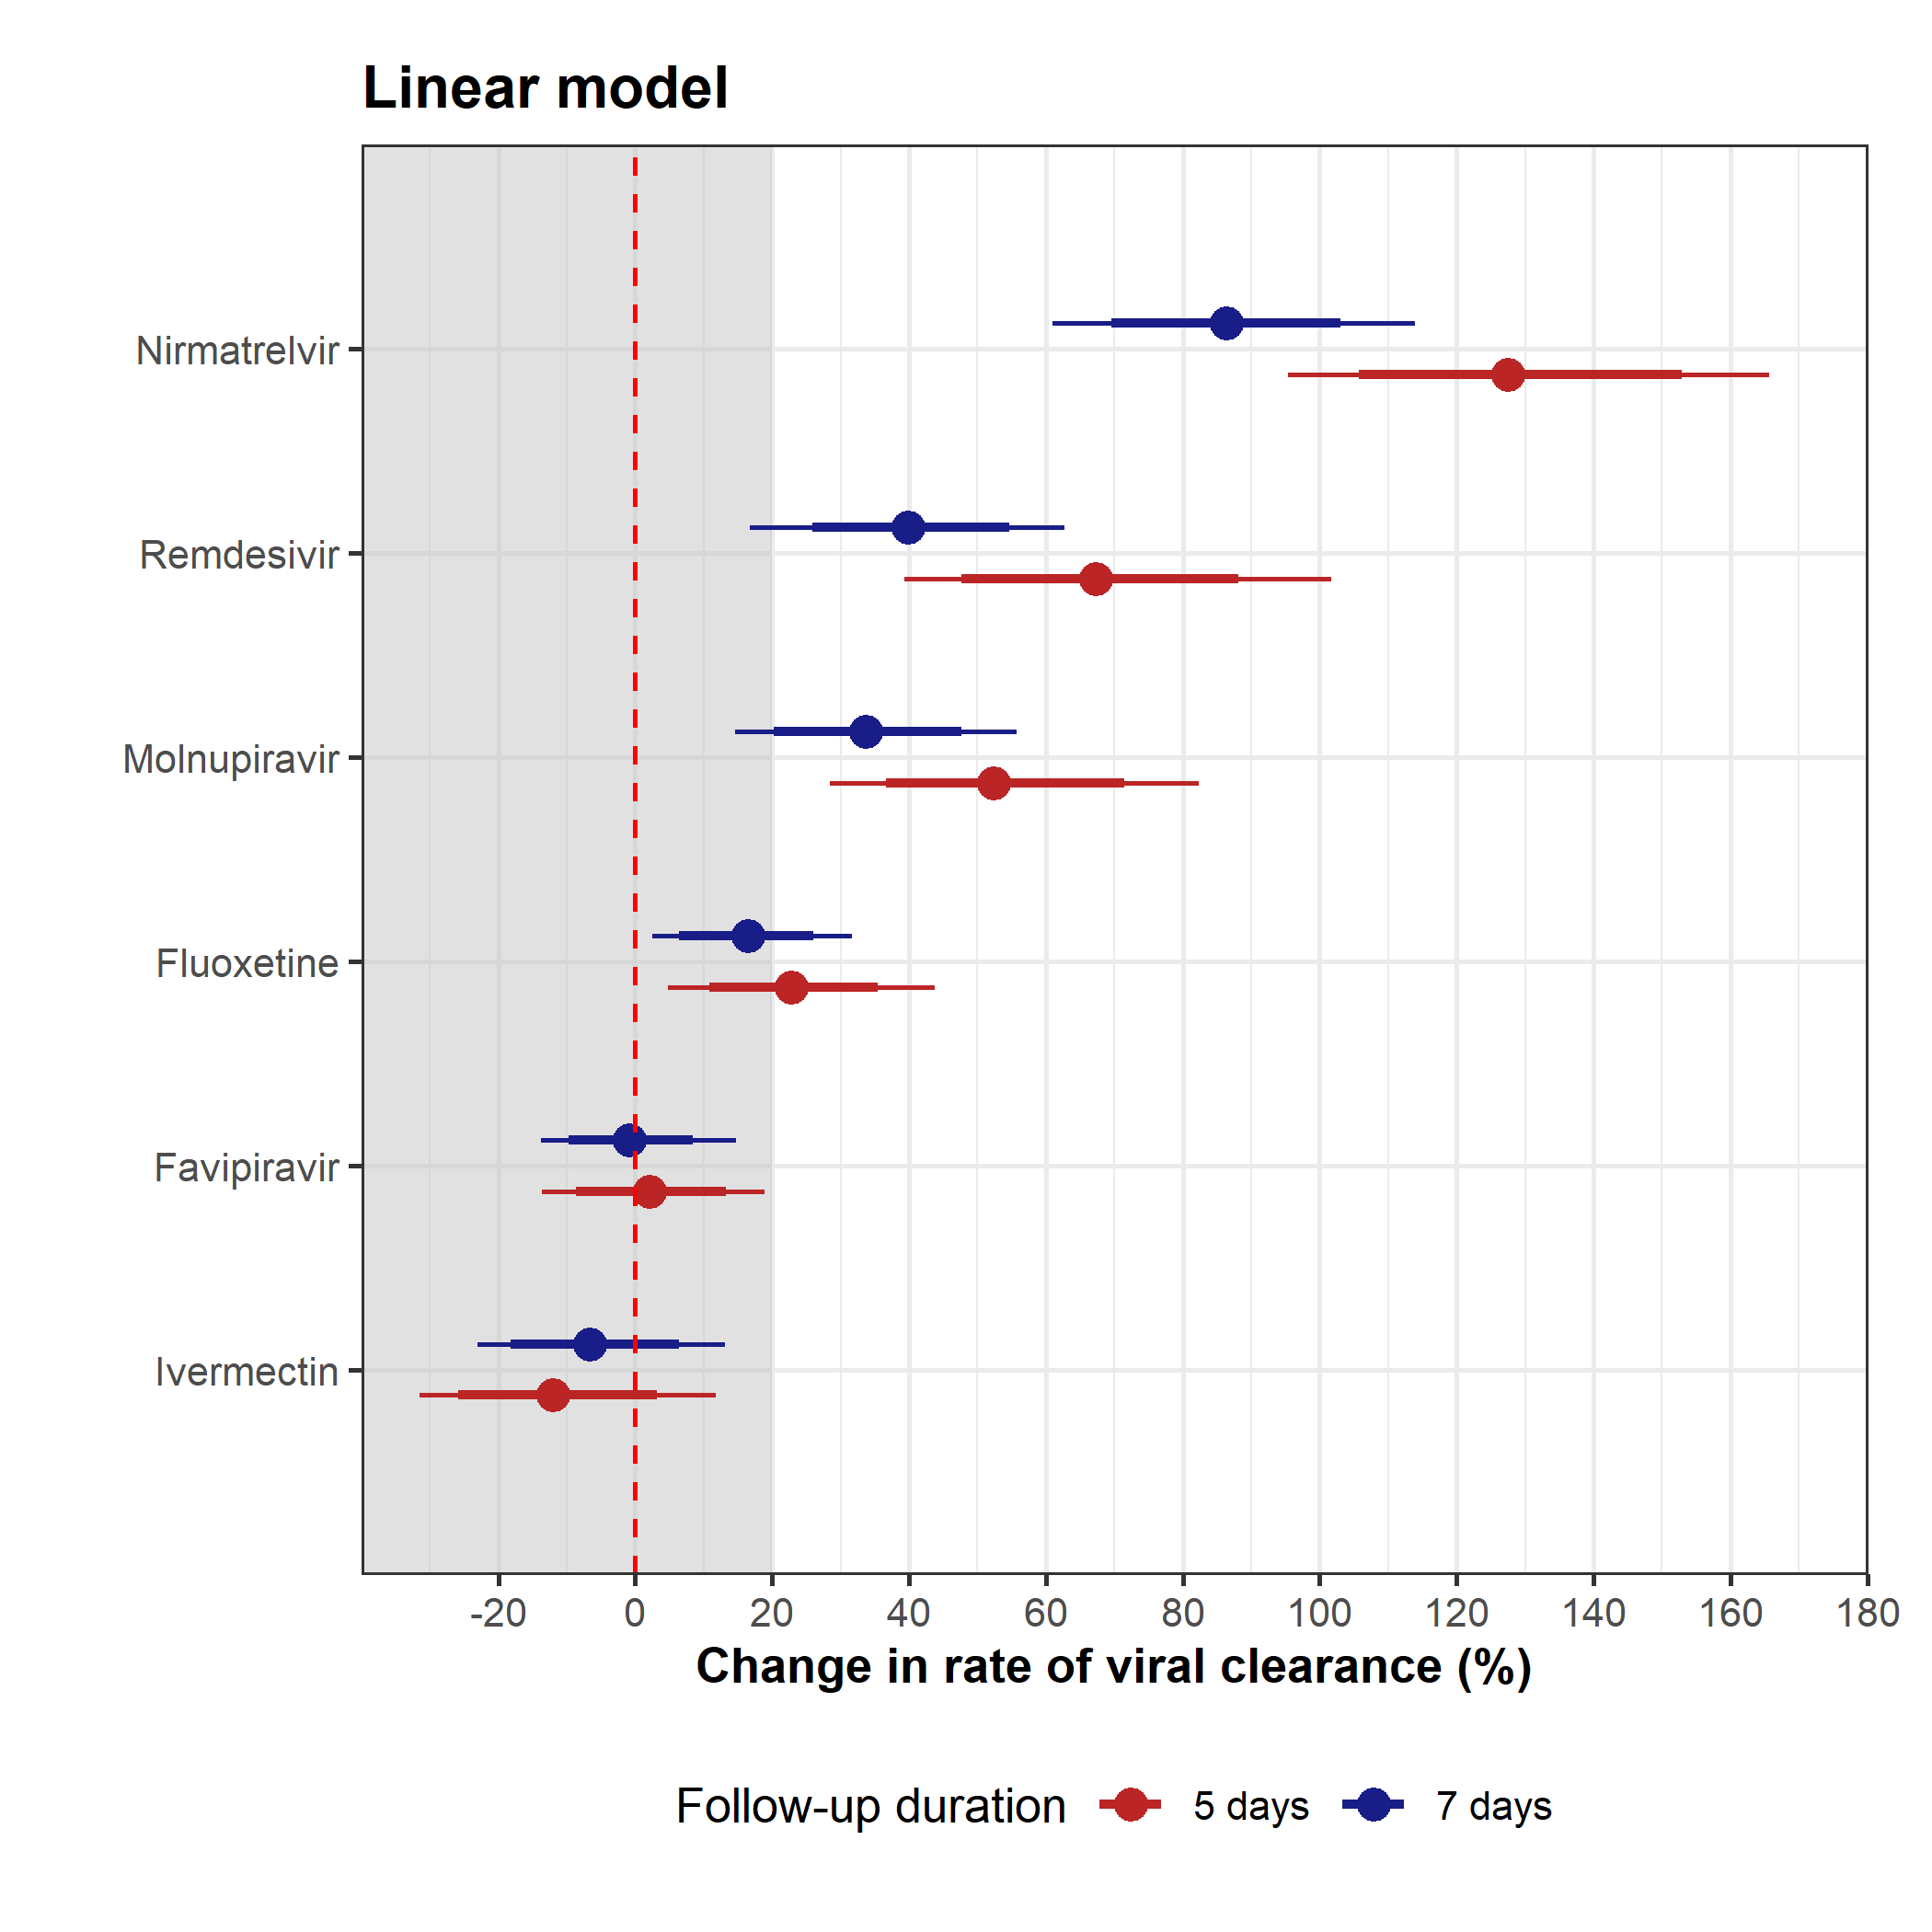 Linear model
Nirmatrelvir
Remdesivir
Molnupiravir
Fluoxetine
Favipiravir
Ivermectin
-20 0 20 40 60 80 100 120 140 160 180
Change in rate of viral clearance (%)
Follow-up duration 5 days 7 days